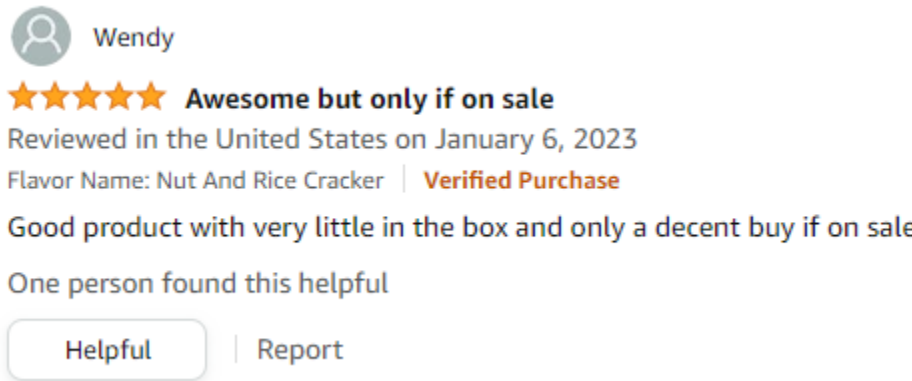 Wendy
Awesome but only if on sale
Reviewed in the United States on January 6, 2023
Flavor Name: Nut And Rice Cracker Verified Purchase
Good product with very little in the box and only a decent buy if on sale
One person found this helpful
Helpful Report